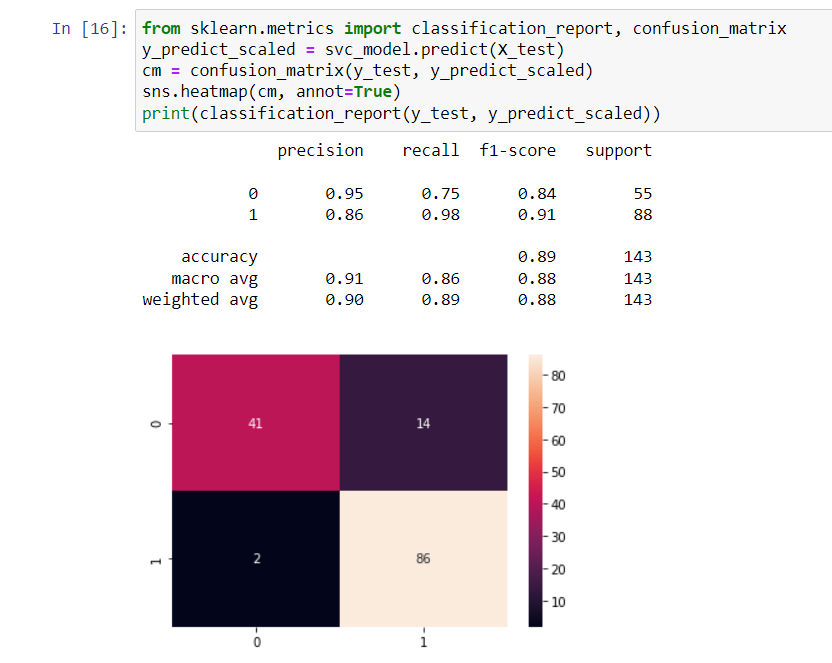 In [16]: from sklearn.metrics import classification_report, confusion_matrix
y_predict_scaled = svc_model.predict(X_test)
cm = confusion_matrix(y_test, y_predict_scaled)
sns.heatmap(cm, annot=True)
print(classification_report(y_test, y_predict_scaled))
precision recall f1-score support
0 0.95 0.75 0.84 55
1 0.86 0.98 0.91 88
accuracy 0.89 143
macro avg 0.91 0.86 0.88 143
weighted avg 0.90 0.89 0.88 143
80
70
60
50
40
30
20
10
0 41 14
1 2 86
0 1